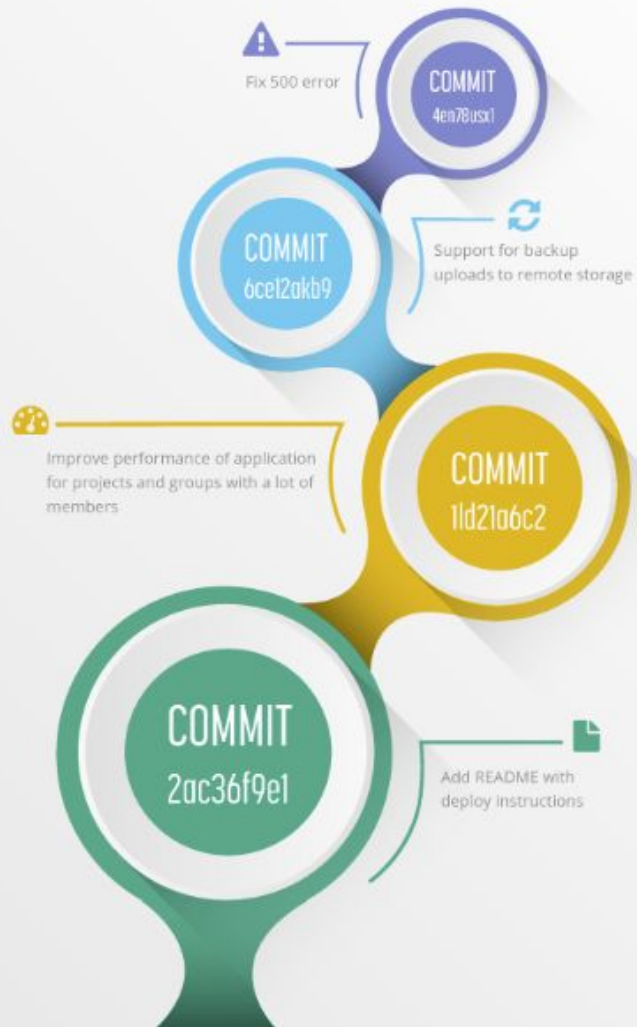 Fix 500 error
COMMIT
4en78usx1
COMMIT
6ce12akb9
Support for backup
uploads to remote storage
Improve performance of application
for projects and groups with a lot of
members
COMMIT
1ld21a6c2
COMMIT
2ac36f9e1
Add README with
deploy instructions